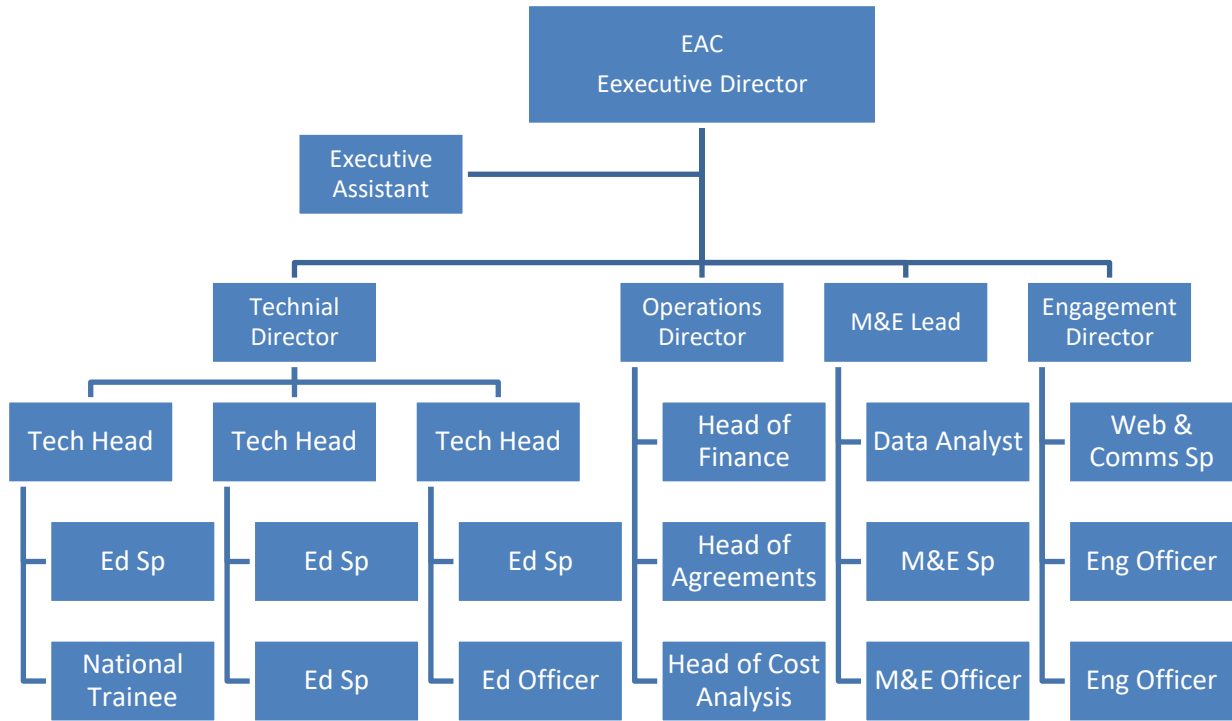 EAC
Eexecutive Director
Executive
Assistant
Technial
Director
Operations
Director
M&E Lead
Engagement
Director
Tech Head
Tech Head
Tech Head
Head of
Finance
Data Analyst
Web &
Comms Sp
Ed Sp
Ed Sp
Ed Sp
Head of
Agreements
M&E Sp
Eng Officer
National
Trainee
Ed Sp
Ed Officer
Head of Cost
Analysis
M&E Officer
Eng Officer